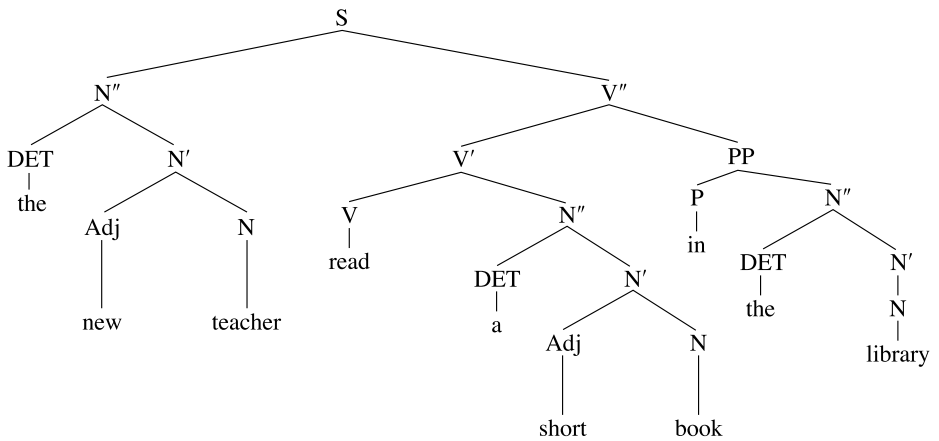 S
N″ V″
DET N′ V′ PP
the Adj N V N″ P N″
new teacher read DET N′ in DET N′
a Adj N the N
short book library